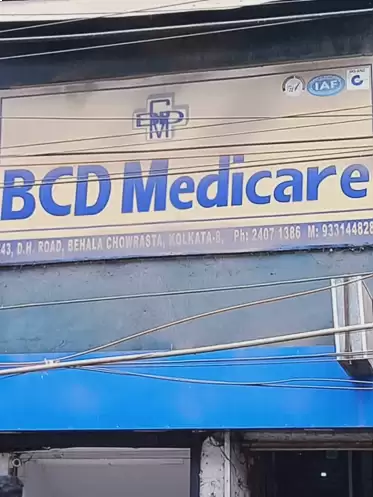 IAF
BCD Medicare
43, D.H. ROAD, BEHALA CHOWRASTA, KOLKATA-8, Ph: 2407 1386 M: 933144828